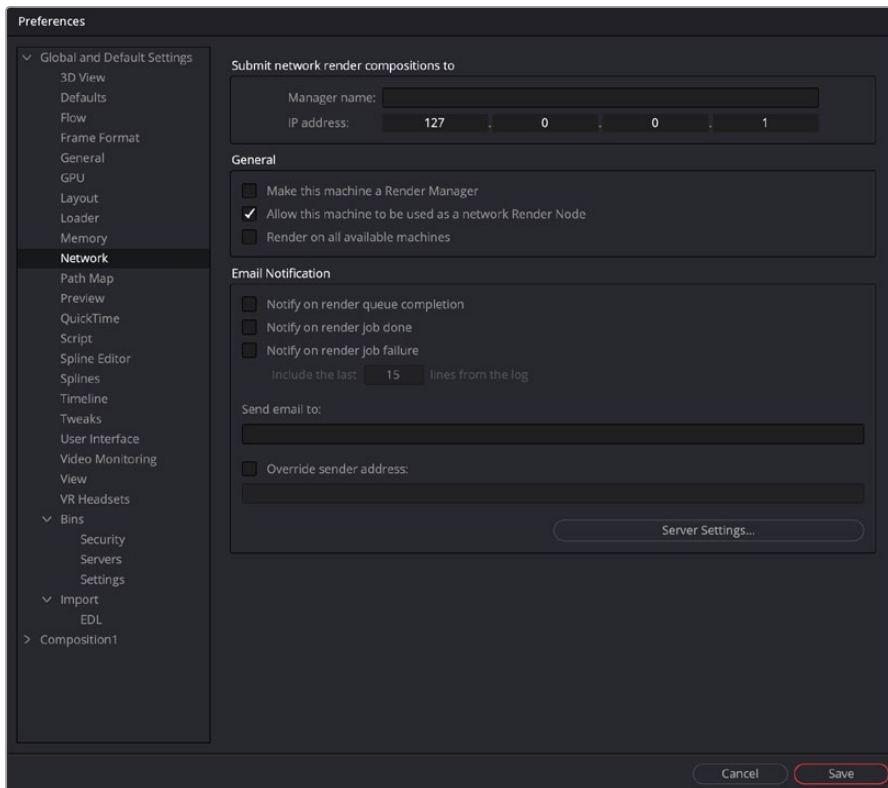 Preferences
Global and Default Settings
3D View
Defaults
Flow
Frame Format
General
GPU
Layout
Loader
Memory
Network
Path Map
Preview
QuickTime
Script
Spline Editor
Splines
Timeline
Tweaks
User Interface
Video Monitoring
View
VR Headsets
Bins
Security
Servers
Settings
Import
EDL
Composition1
Submit network render compositions to
Manager name:
IP address: 127 . 0 . 0 . 1
General
Make this machine a Render Manager
Allow this machine to be used as a network Render Node
Render on all available machines
Email Notification
Notify on render queue completion
Notify on render job done
Notify on render job failure
Include the last 15 lines from the log
Send email to:
Override sender address:
Server Settings...
Cancel Save